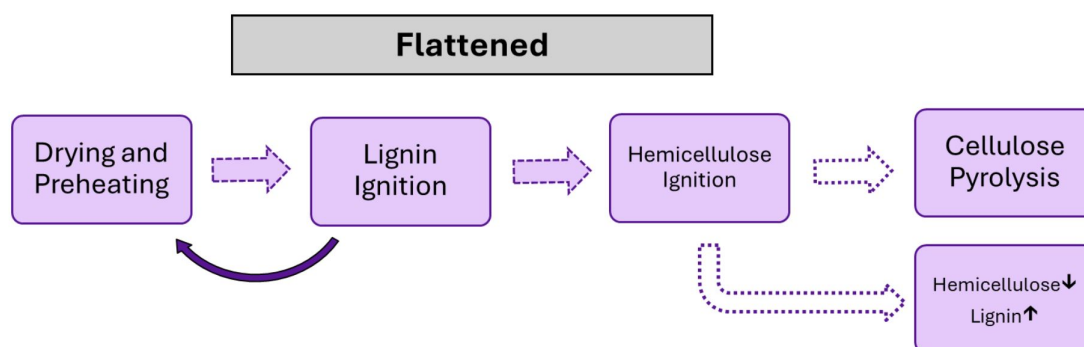 Flattened
Drying and
Preheating
Lignin
Ignition
Hemicellulose
Ignition
Cellulose
Pyrolysis
Hemicellulose↓
Lignin↑